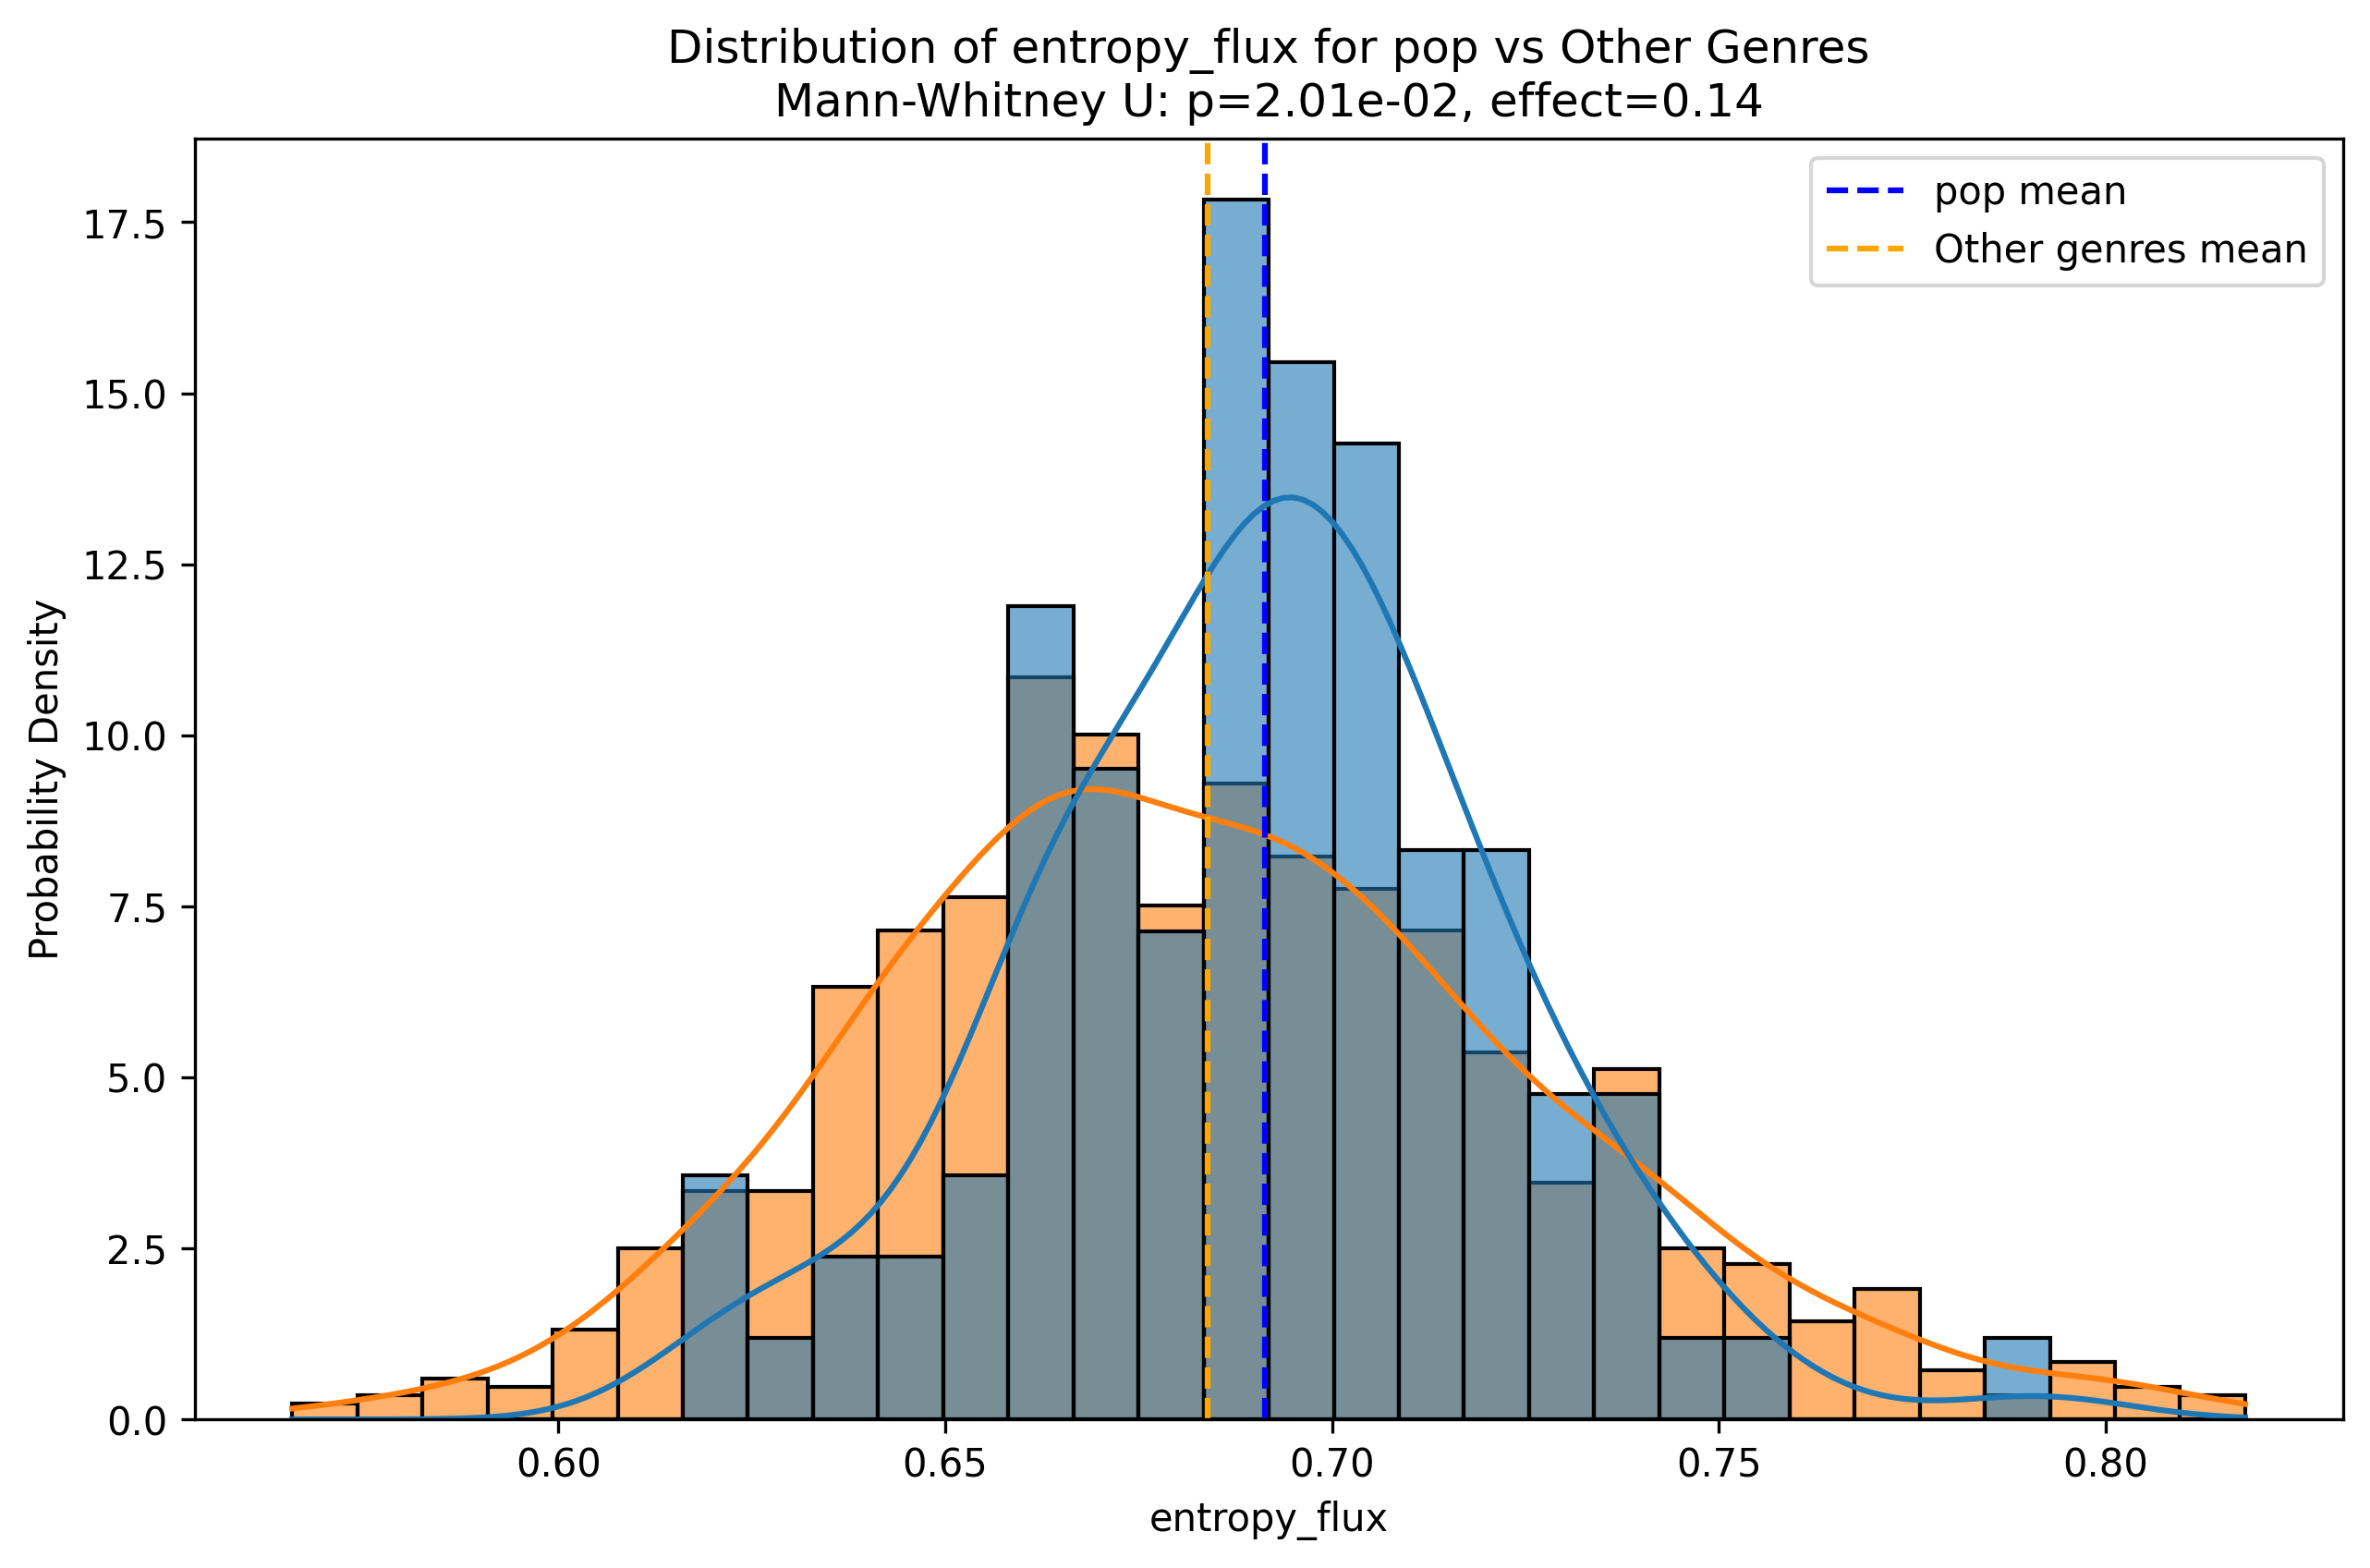 Distribution of entropy_flux for pop vs Other Genres
Mann-Whitney U: p=2.01e-02, effect=0.14
pop mean
Other genres mean
Probability Density
17.5
15.0
12.5
10.0
7.5
5.0
2.5
0.0
0.60 0.65 0.70 0.75 0.80
entropy_flux